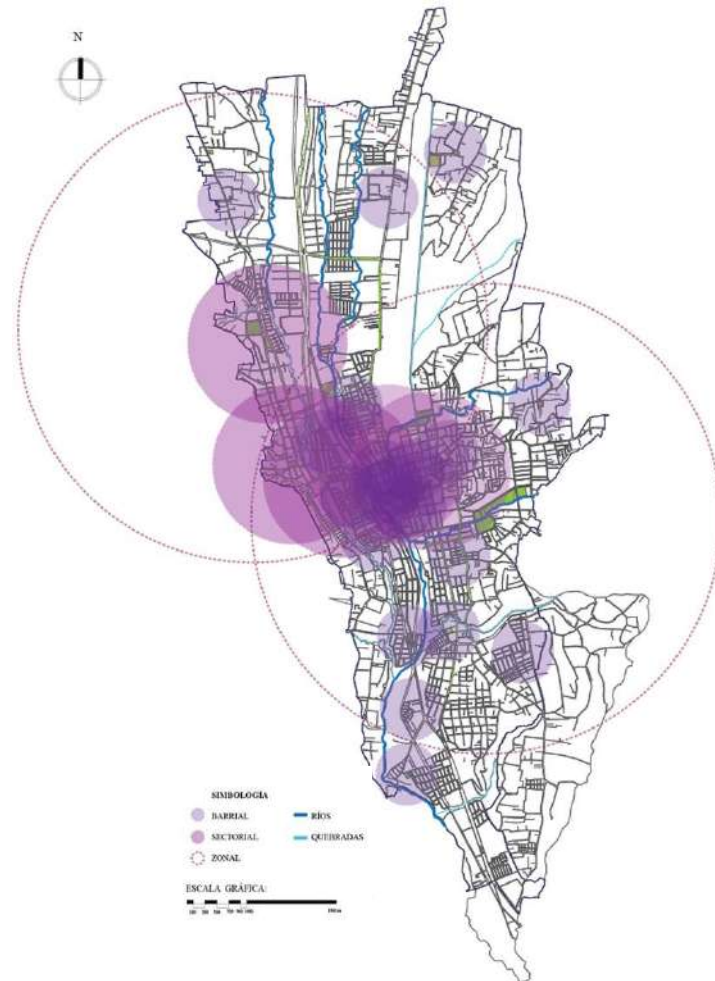 N
SIMBOLOGÍA
BARRIAL
RÍOS
SECTORIAL
QUEBRADAS
ZONAL
ESCALA GRÁFICA: